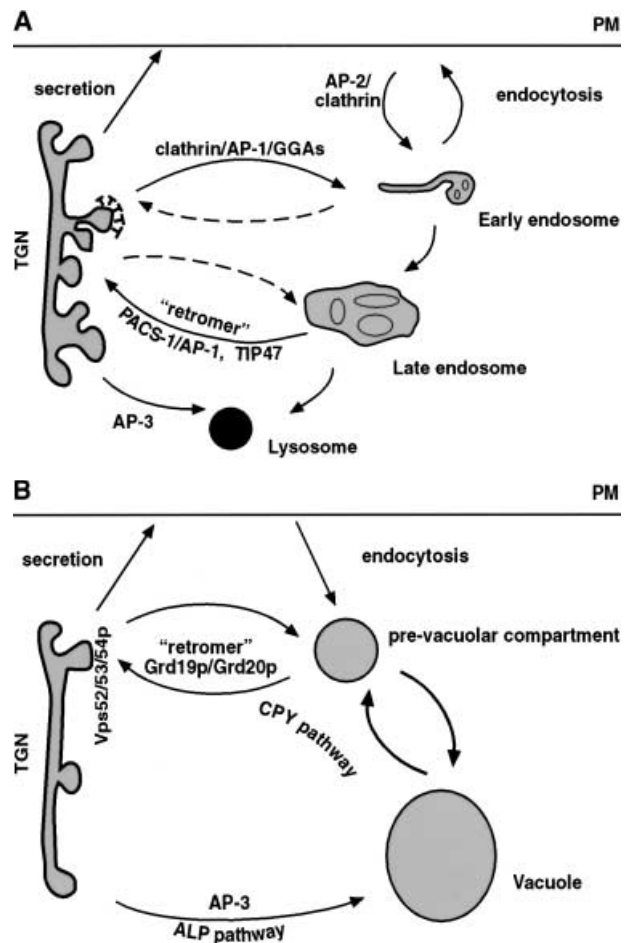 A
PM
secretion
AP-2/
clathrin
endocytosis
clathrin/AP-1/GGAs
Early endosome
TGN
"retromer"
PACS-1/AP-1, TIP47
Late endosome
AP-3
Lysosome
B
PM
secretion
endocytosis
Vps52/53/54p
"retromer"
Grd19p/Grd20p
pre-vacuolar compartment
CPY pathway
TGN
Vacuole
AP-3
ALP pathway